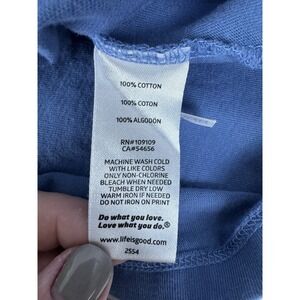 100% COTTON
100% COTON
100% ALGODÓN
RN#109109
CA#54656
MACHINE WASH COLD
WITH LIKE COLORS
ONLY NON-CHLORINE
BLEACH WHEN NEEDED
TUMBLE DRY LOW
WARM IRON IF NEEDED
DO NOT IRON ON PRINT
Do what you love.
Love what you do.®
www.lifeisgood.com
2554